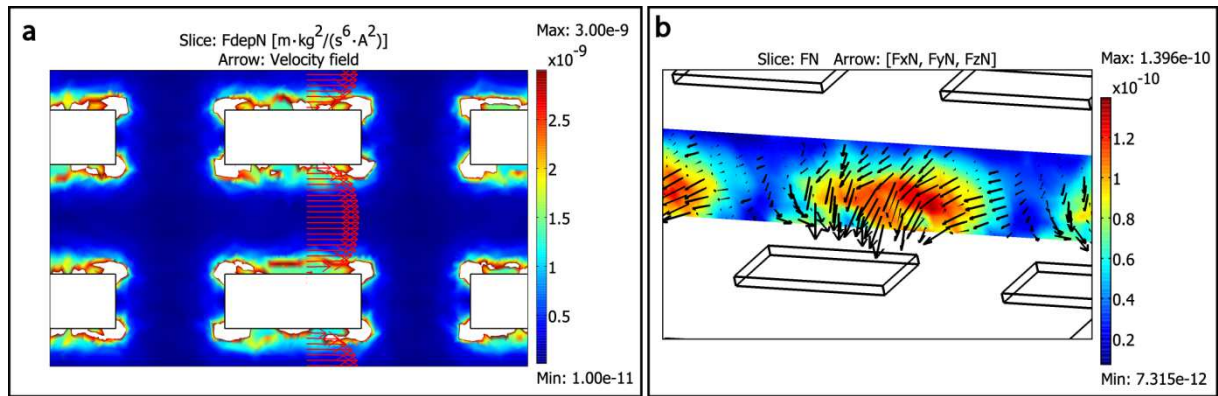 a
Slice: FdepN [m·kg²/(s⁶·A²)]
Arrow: Velocity field
Max: 3.00e-9
x10⁻⁹
2.5
2
1.5
1
0.5
Min: 1.00e-11
b
Slice: FN Arrow: [FxN, FyN, FzN]
Max: 1.396e-10
x10⁻¹⁰
1.2
1
0.8
0.6
0.4
0.2
Min: 7.315e-12